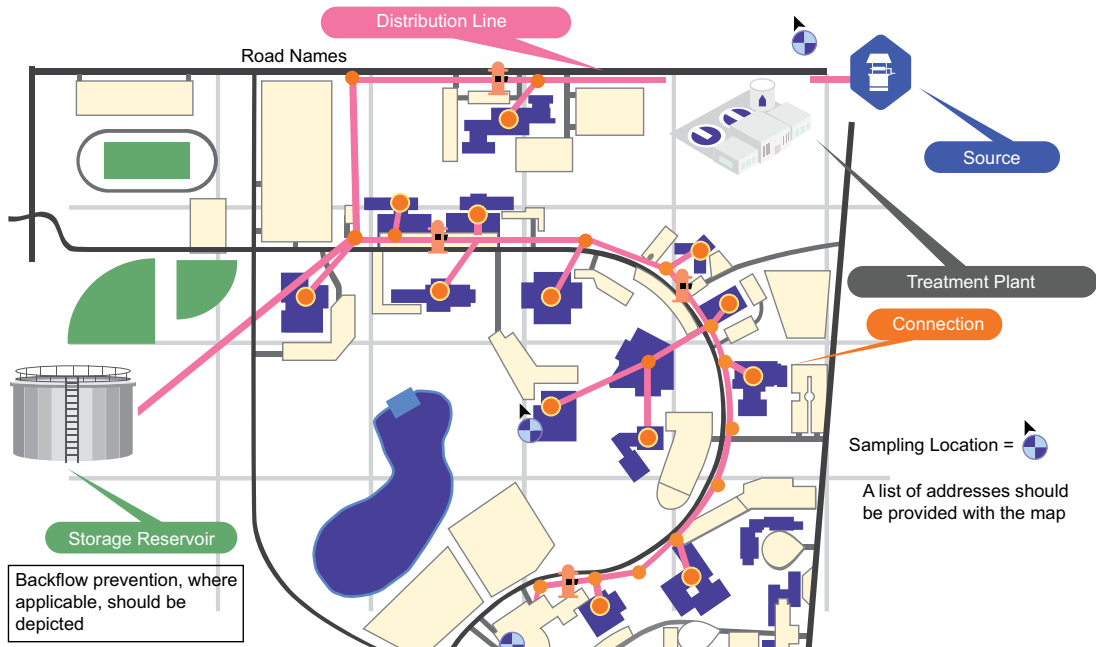 Distribution Line
Road Names
Source
Treatment Plant
Connection
Sampling Location =
A list of addresses should
be provided with the map
Storage Reservoir
Backflow prevention, where
applicable, should be
depicted